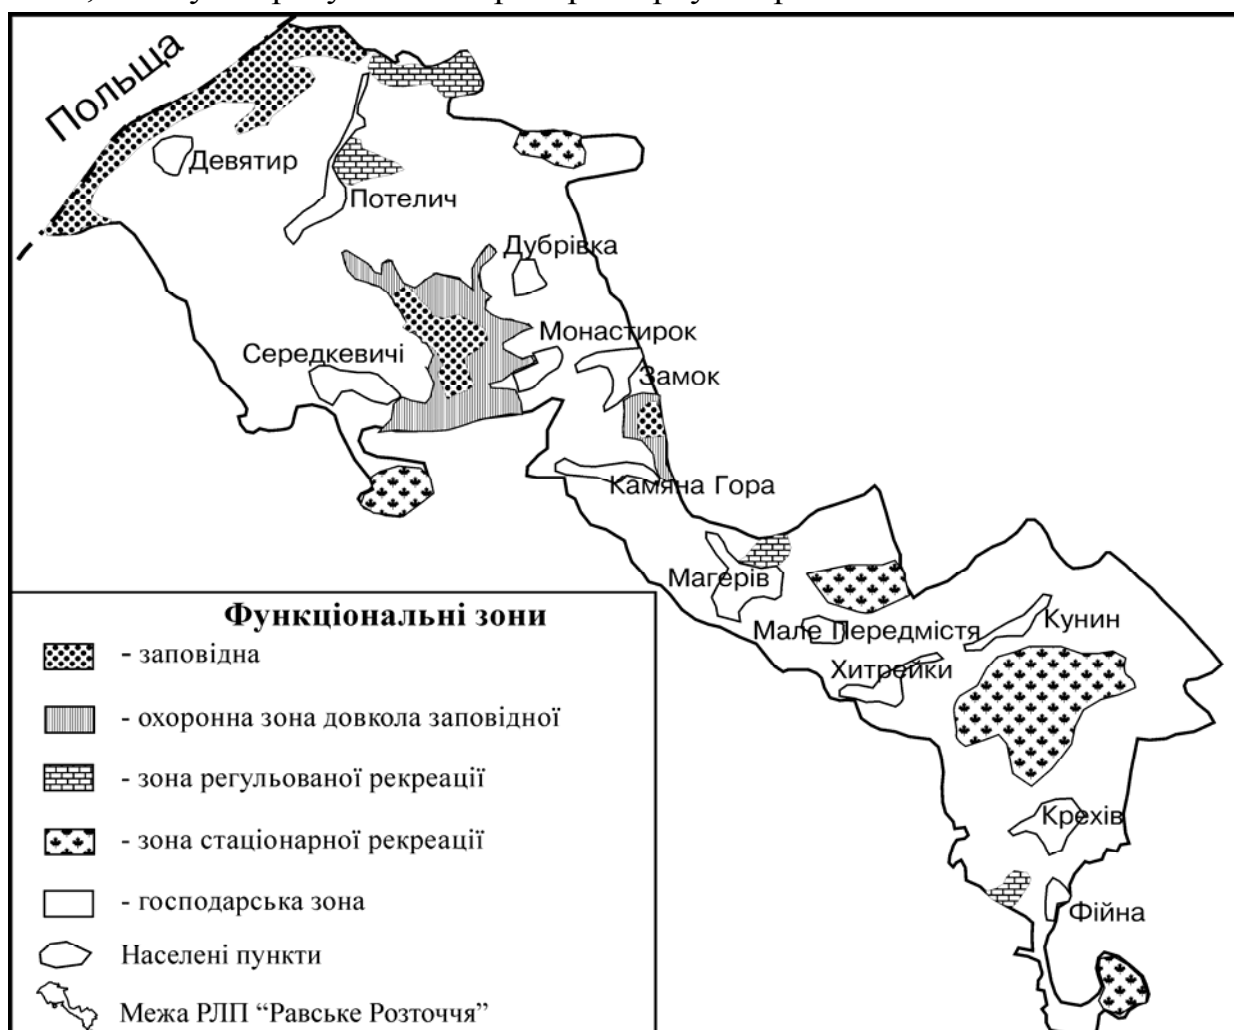 Польща
Девятир
Потелич
Дубрівка
Монастирок
Середкевичі
Замок
Камяна Гора
Магерів
Мале Передмістя
Кунин
Хитрейки
Крехів
Фійна
Функціональні зони
- заповідна
- охоронна зона довкола заповідної
- зона регульованої рекреації
- зона стаціонарної рекреації
- господарська зона
Населені пункти
Межа РЛП “Равське Розточчя”